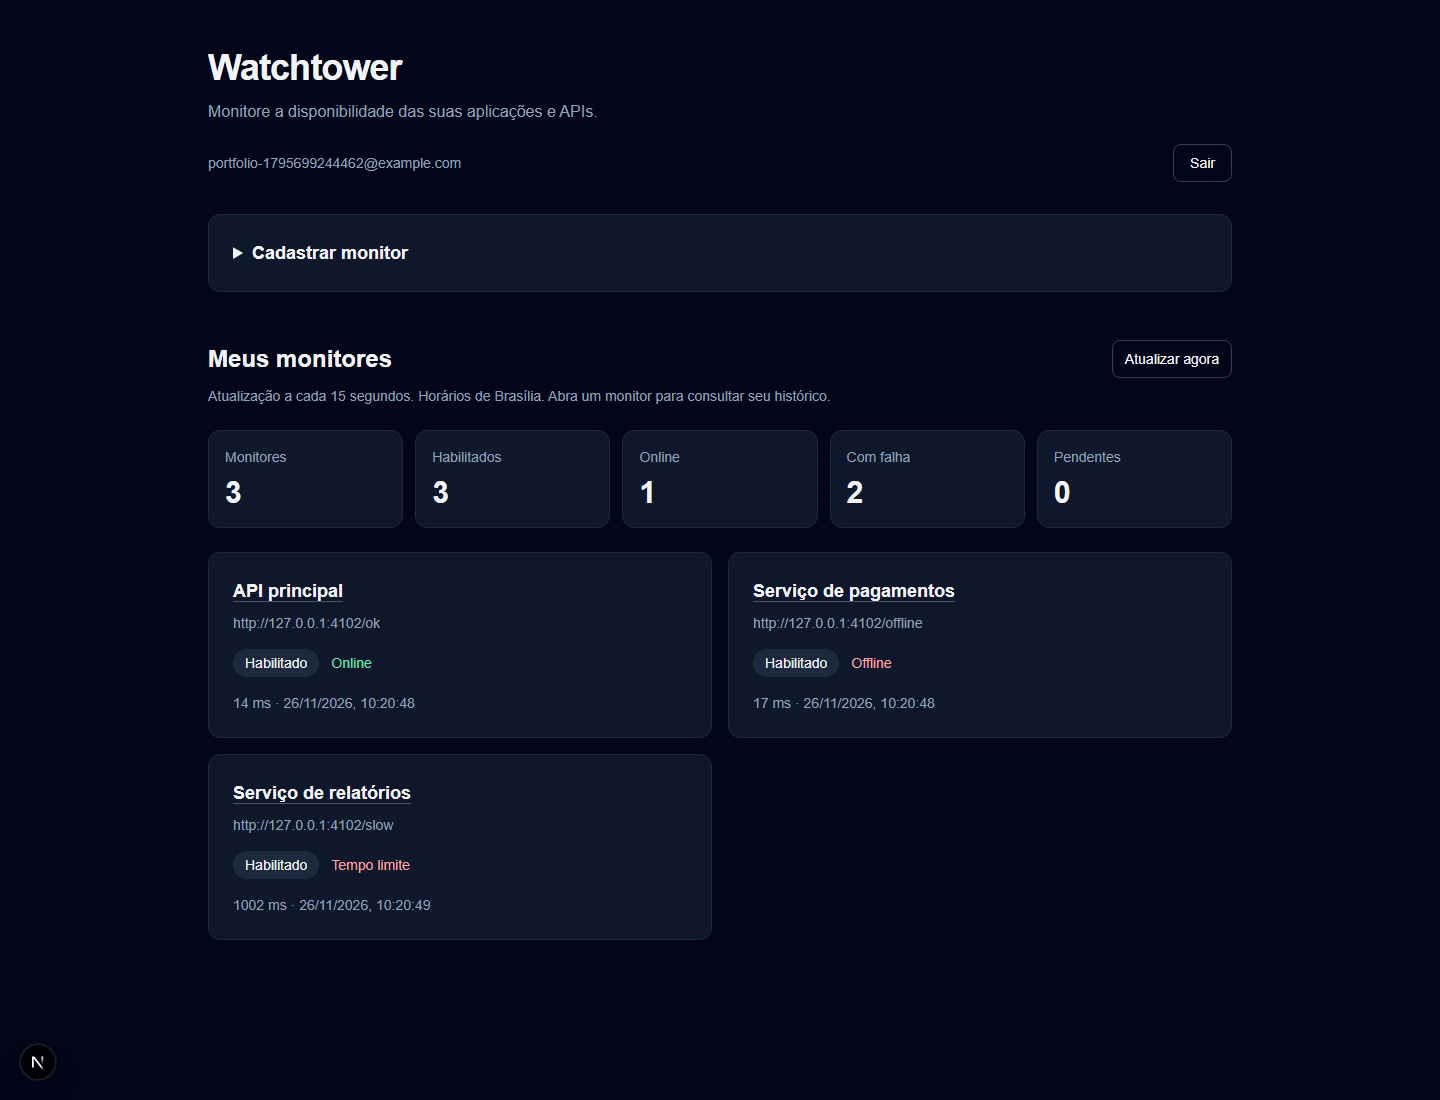 Watchtower
Monitore a disponibilidade das suas aplicações e APIs.
portfolio-1795699244462@example.com
Sair
Cadastrar monitor
Meus monitores
Atualizar agora
Atualização a cada 15 segundos. Horários de Brasília. Abra um monitor para consultar seu histórico.
Monitores
3
Habilitados
3
Online
1
Com falha
2
Pendentes
0
API principal
http://127.0.0.1:4102/ok
Habilitado Online
14 ms · 26/11/2026, 10:20:48
Serviço de pagamentos
http://127.0.0.1:4102/offline
Habilitado Offline
17 ms · 26/11/2026, 10:20:48
Serviço de relatórios
http://127.0.0.1:4102/slow
Habilitado Tempo limite
1002 ms · 26/11/2026, 10:20:49
N